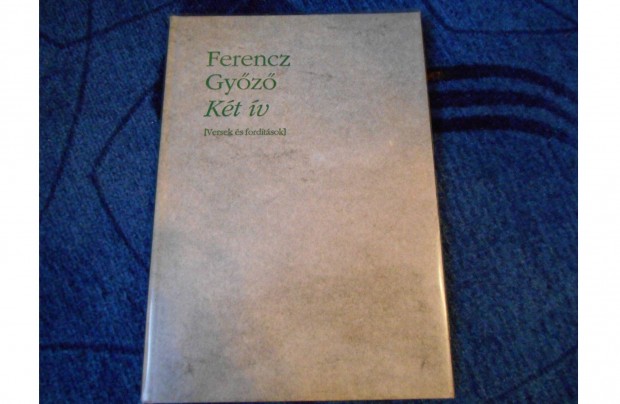 Ferencz
Győző
Két ív
[Versek és fordítások]